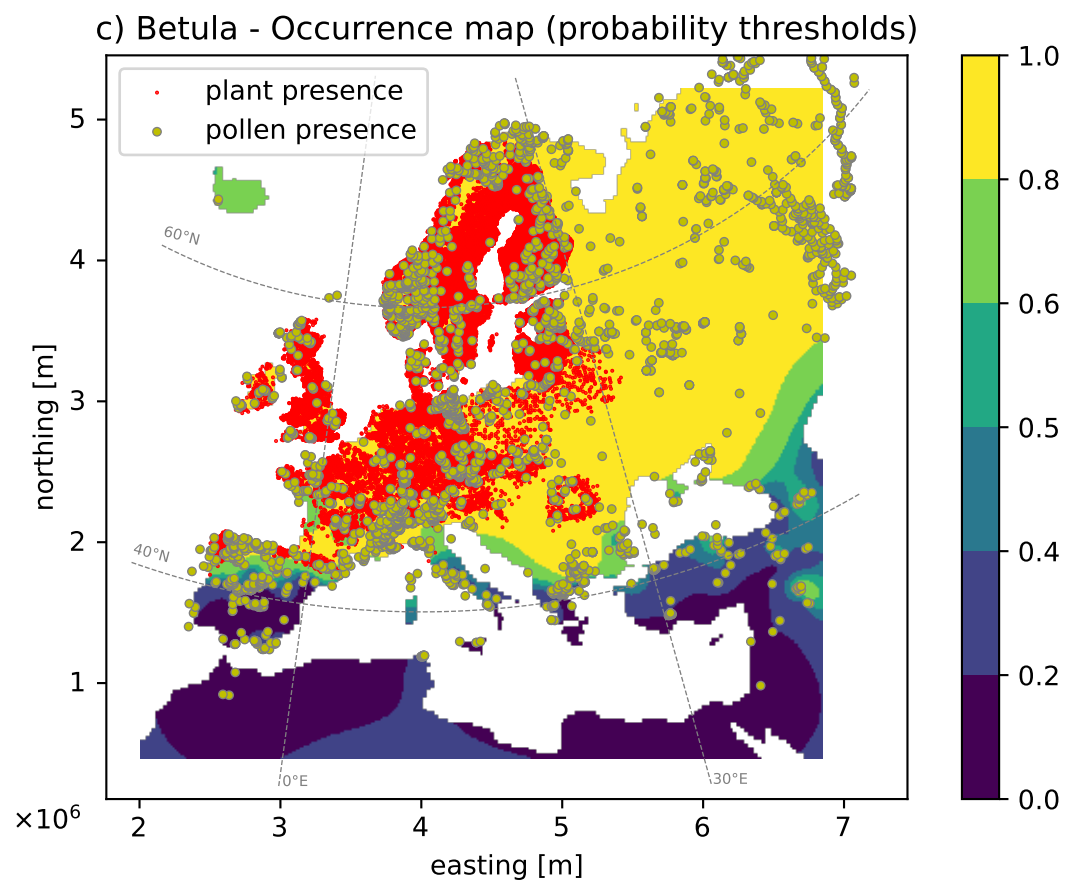 c) Betula - Occurrence map (probability thresholds)
plant presence
pollen presence
60°N
40°N
0°E
30°E
5
4
3
2
1
northing [m]
×10⁶
2 3 4 5 6 7
easting [m]
1.0
0.8
0.6
0.5
0.4
0.2
0.0